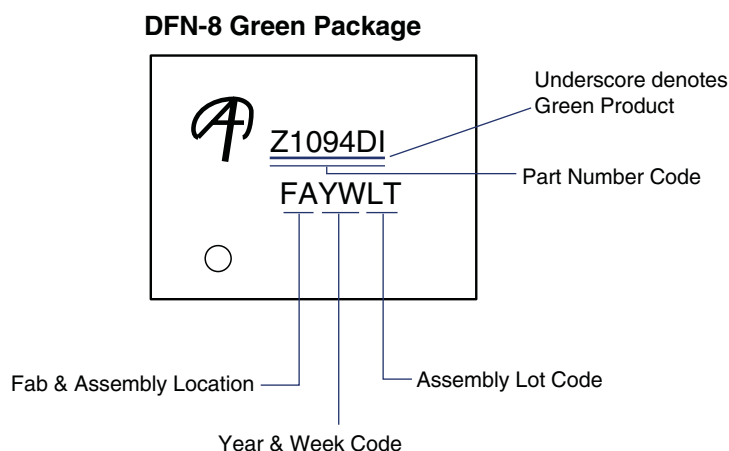 DFN-8 Green Package
Underscore denotes
Green Product
Z1094DI
Part Number Code
FAYWLT
Fab & Assembly Location
Assembly Lot Code
Year & Week Code